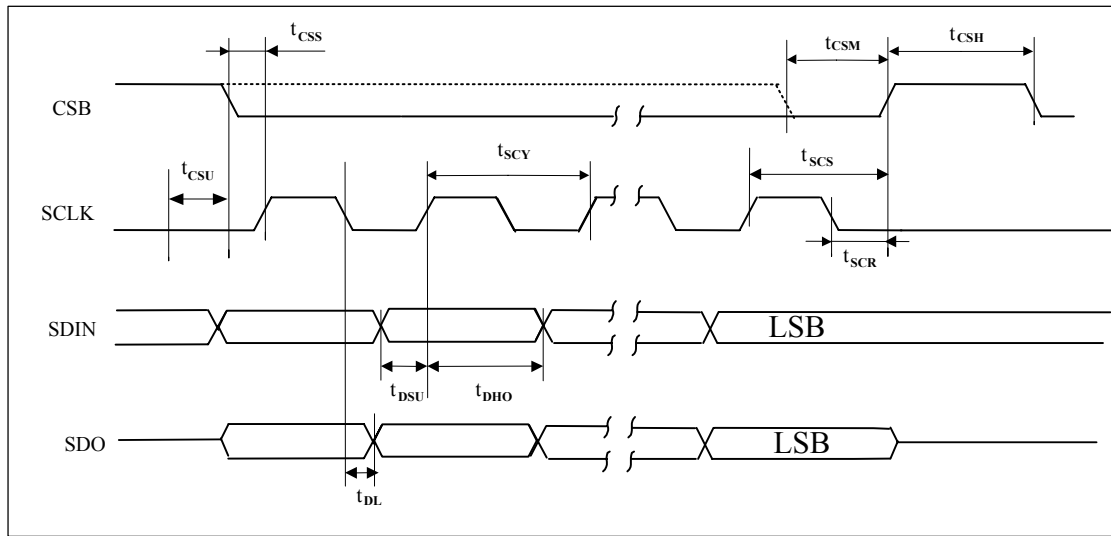 tCSS
tCSM
tCSH
CSB
tCSU
tSCY
tSCS
SCLK
tSCR
SDIN
LSB
tDSU
tDHO
SDO
LSB
tDL